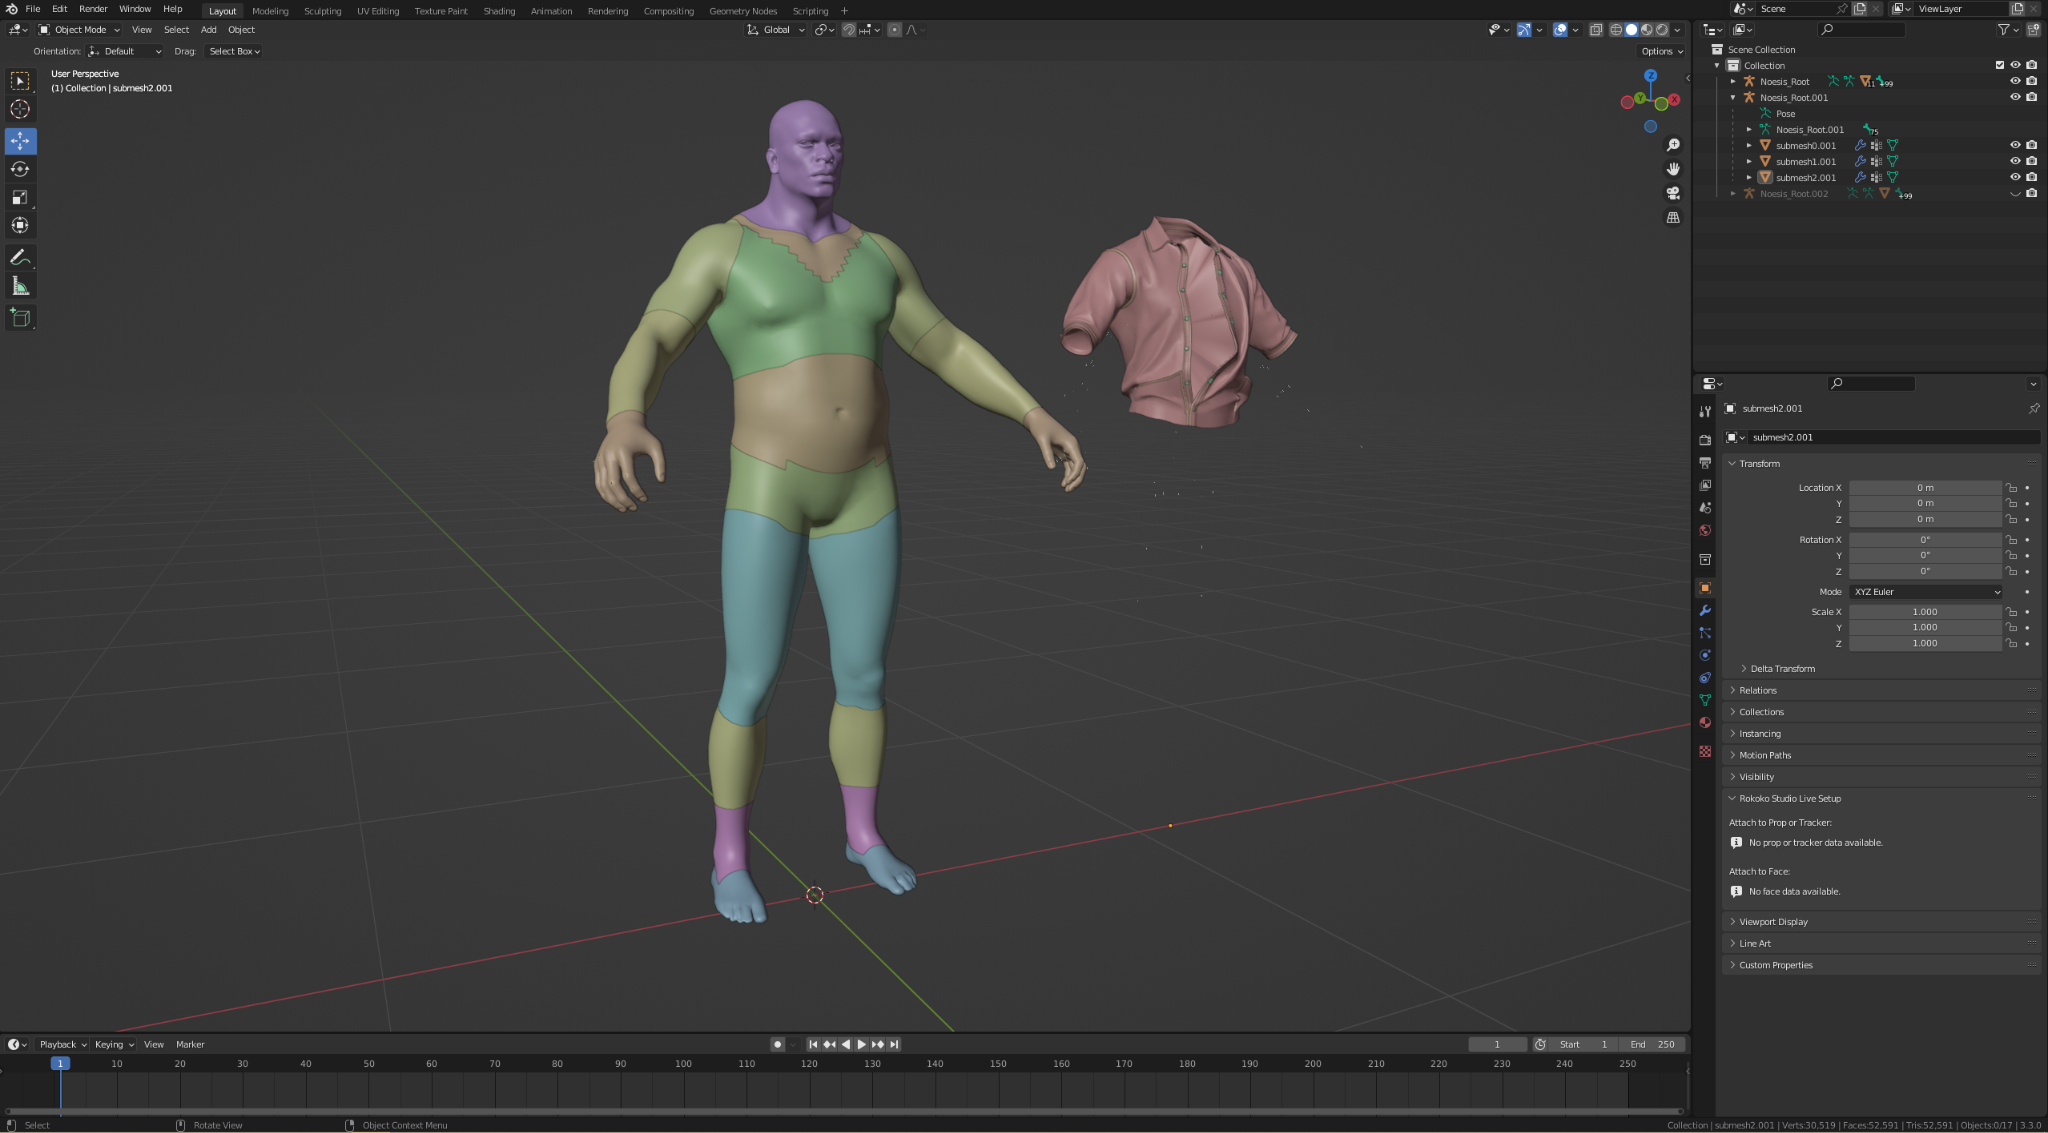 File Edit Render Window Help Layout Modeling Sculpting UV Editing Texture Paint Shading Animation Rendering Compositing Geometry Nodes Scripting + Scene ViewLayer
Object Mode View Select Add Object Global
Orientation: Default Drag: Select Box Options
User Perspective
(1) Collection | submesh2.001
Z
Y
X
Scene Collection
Collection
Noesis_Root 11 +99
Noesis_Root.001
Pose
Noesis_Root.001 75
submesh0.001
submesh1.001
submesh2.001
Noesis_Root.002 +99
submesh2.001
submesh2.001
Transform
Location X 0 m
Y 0 m
Z 0 m
Rotation X 0°
Y 0°
Z 0°
Mode XYZ Euler
Scale X 1.000
Y 1.000
Z 1.000
Delta Transform
Relations
Collections
Instancing
Motion Paths
Visibility
Rokoko Studio Live Setup
Attach to Prop or Tracker:
No prop or tracker data available.
Attach to Face:
No face data available.
Viewport Display
Line Art
Custom Properties
Playback Keying View Marker 1 Start 1 End 250
1 10 20 30 40 50 60 70 80 90 100 110 120 130 140 150 160 170 180 190 200 210 220 230 240 250
Select Rotate View Object Context Menu Collection | submesh2.001 | Verts:30,519 | Faces:52,591 | Tris:52,591 | Objects:0/17 | 3.3.0